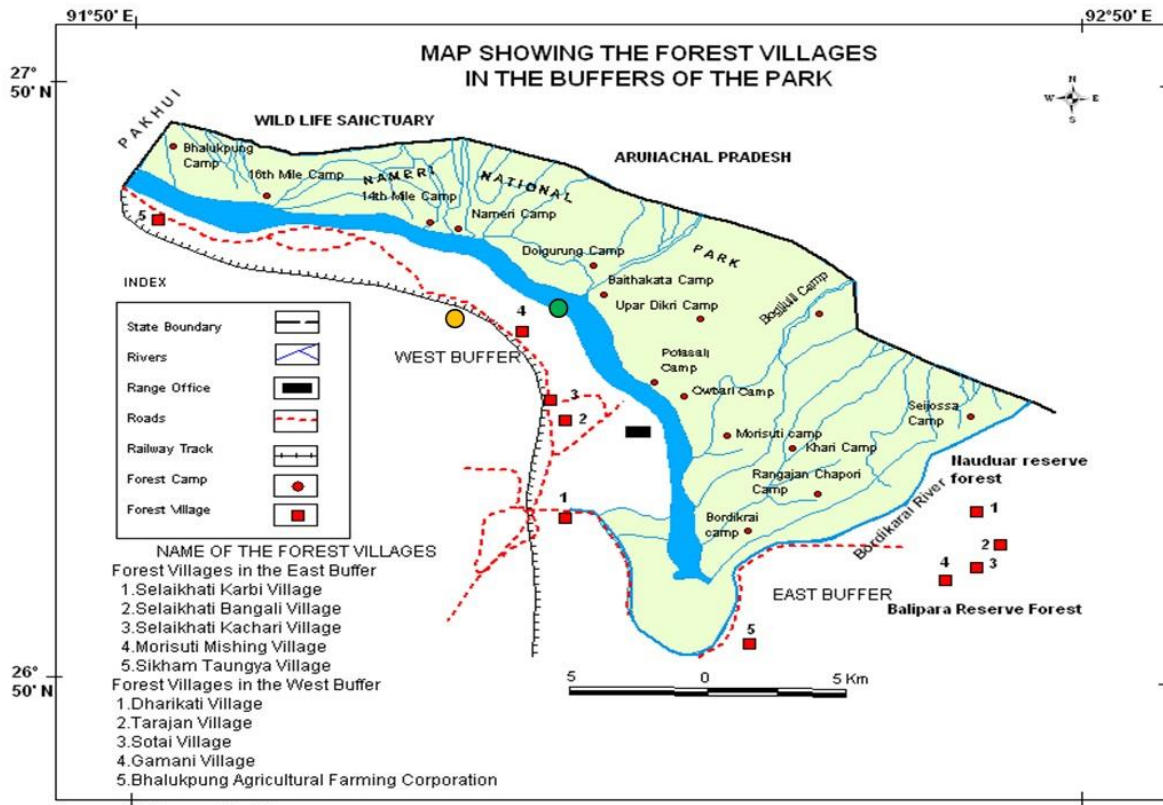 91°50' E
92°50' E
MAP SHOWING THE FOREST VILLAGES
IN THE BUFFERS OF THE PARK
27°
50' N
N
W E
S
PAKHUI
WILD LIFE SANCTUARY
ARUNACHAL PRADESH
Bhalukpung
Camp
16th Mile Camp
NAMERI
NATIONAL
PARK
14th Mile Camp
Nameri Camp
5
Doigurung Camp
Baithakata Camp
Upar Dikri Camp
Bogijuli Camp
INDEX
State Boundary
Rivers
Range Office
Roads
Railway Track
Forest Camp
Forest Village
4
WEST BUFFER
3
2
1
Potasali
Camp
Owbari Camp
Seijossa
Camp
Morisuti camp
Khari Camp
Rangajan Chapori
Camp
Bordikrai
camp
Nauduar reserve
forest
Bordikarai River
1
2
3
4
EAST BUFFER
Balipara Reserve Forest
5
NAME OF THE FOREST VILLAGES
Forest Villages in the East Buffer
1.Selaikhati Karbi Village
2.Selaikhati Bangali Village
3.Selaikhati Kachari Village
4.Morisuti Mishing Village
5.Sikham Taungya Village
Forest Villages in the West Buffer
1.Dharikati Village
2.Tarajan Village
3.Sotai Village
4.Gamani Village
5.Bhalukpung Agricultural Farming Corporation
26°
50' N
5 0 5 Km